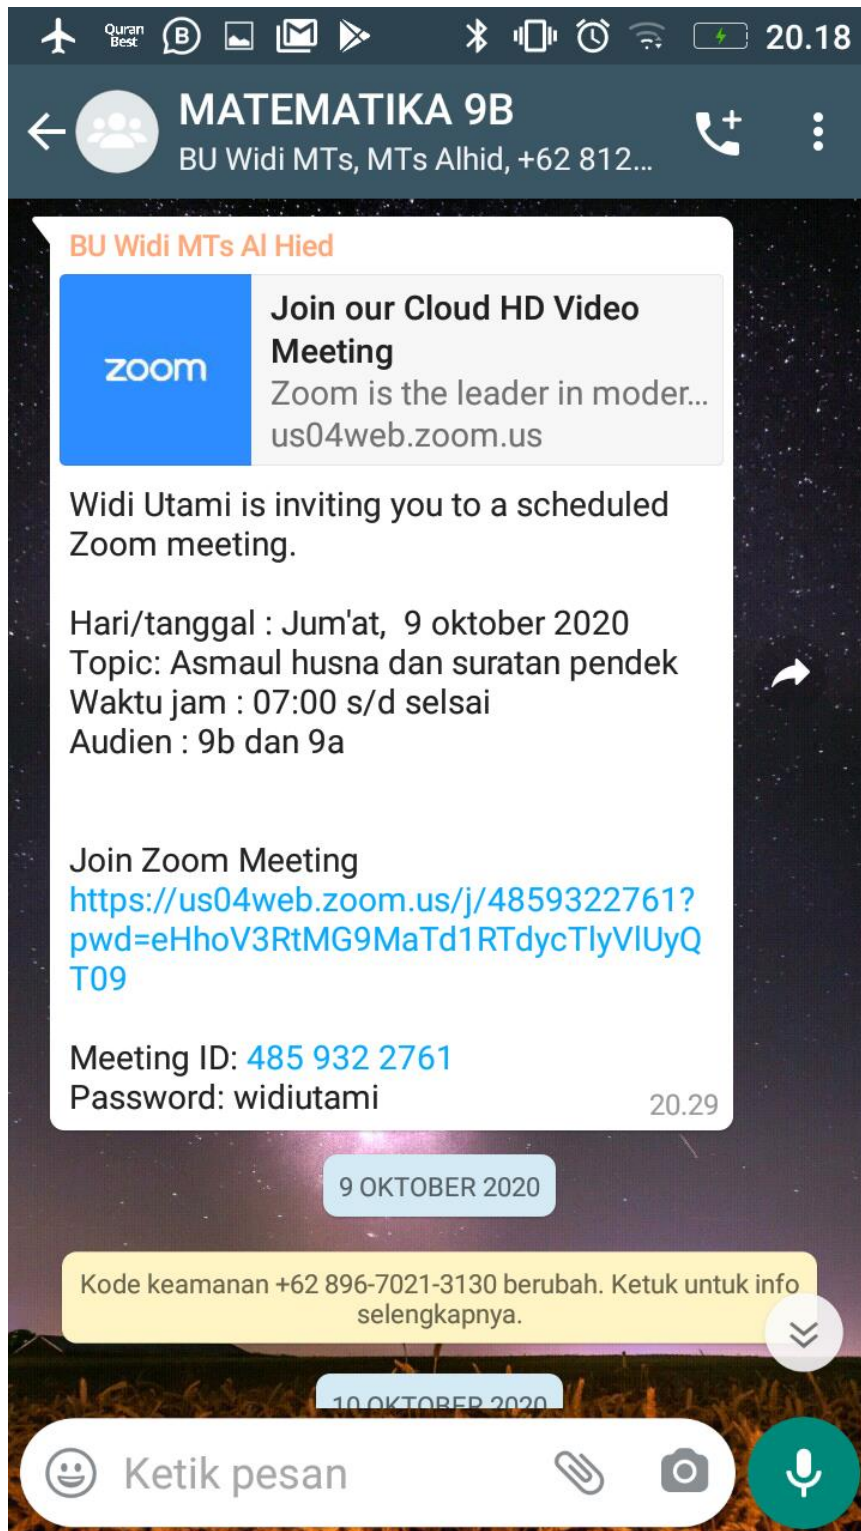 Quran
Best
B
20.18
MATEMATIKA 9B
BU Widi MTs, MTs Alhid, +62 812...
BU Widi MTs Al Hied
zoom
Join our Cloud HD Video
Meeting
Zoom is the leader in moder...
us04web.zoom.us
Widi Utami is inviting you to a scheduled
Zoom meeting.
Hari/tanggal : Jum'at,  9 oktober 2020
Topic: Asmaul husna dan suratan pendek
Waktu jam : 07:00 s/d selsai
Audien : 9b dan 9a
Join Zoom Meeting
https://us04web.zoom.us/j/4859322761?
pwd=eHhoV3RtMG9MaTd1RTdycTlyVlUyQ
T09
Meeting ID: 485 932 2761
Password: widiutami
20.29
9 OKTOBER 2020
Kode keamanan +62 896-7021-3130 berubah. Ketuk untuk info
selengkapnya.
10 OKTOBER 2020
Ketik pesan